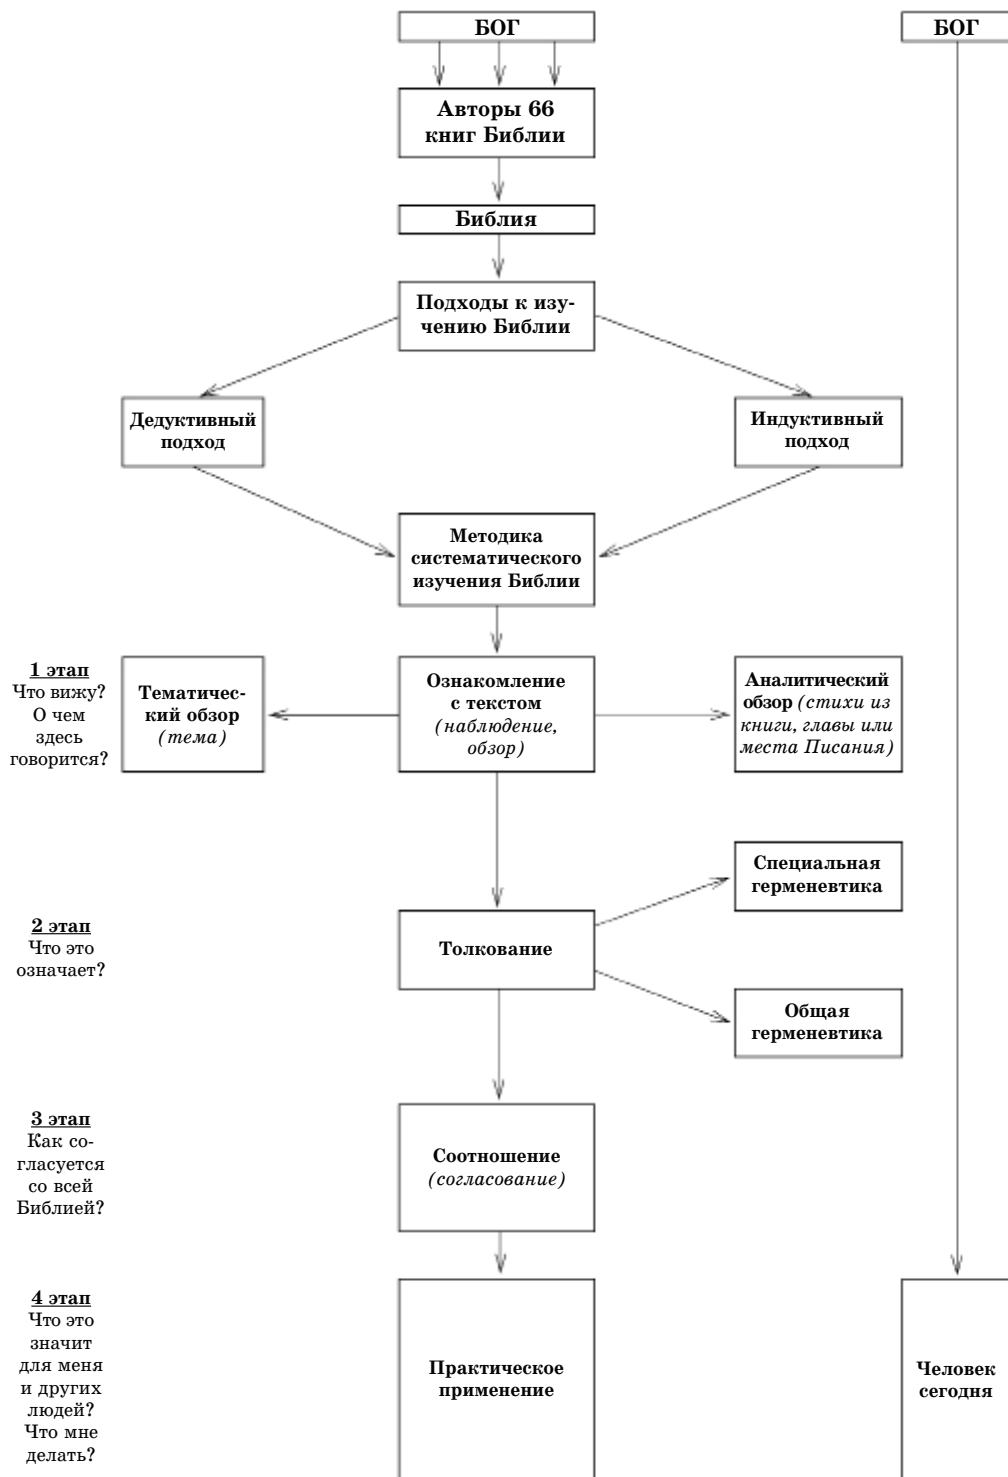 БОГ
БОГ
Авторы 66
книг Библии
Библия
Подходы к изу-
чению Библии
Дедуктивный
подход
Индуктивный
подход
Методика
систематического
изучения Библии
1 этап
Что вижу?
О чем
здесь
говорится?
Тематичес-
кий обзор
(тема)
Ознакомление
с текстом
(наблюдение,
обзор)
Аналитический
обзор (стихи из
книги, главы или
места Писания)
Специальная
герменевтика
2 этап
Что это
означает?
Толкование
Общая
герменевтика
3 этап
Как со-
гласуется
со всей
Библией?
Соотношение
(согласование)
4 этап
Что это
значит
для меня
и других
людей?
Что мне
делать?
Практическое
применение
Человек
сегодня